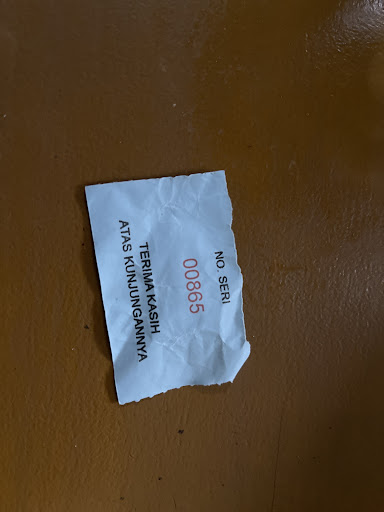 NO. SERI
00865
TERIMA KASIH
ATAS KUNJUNGANNYA